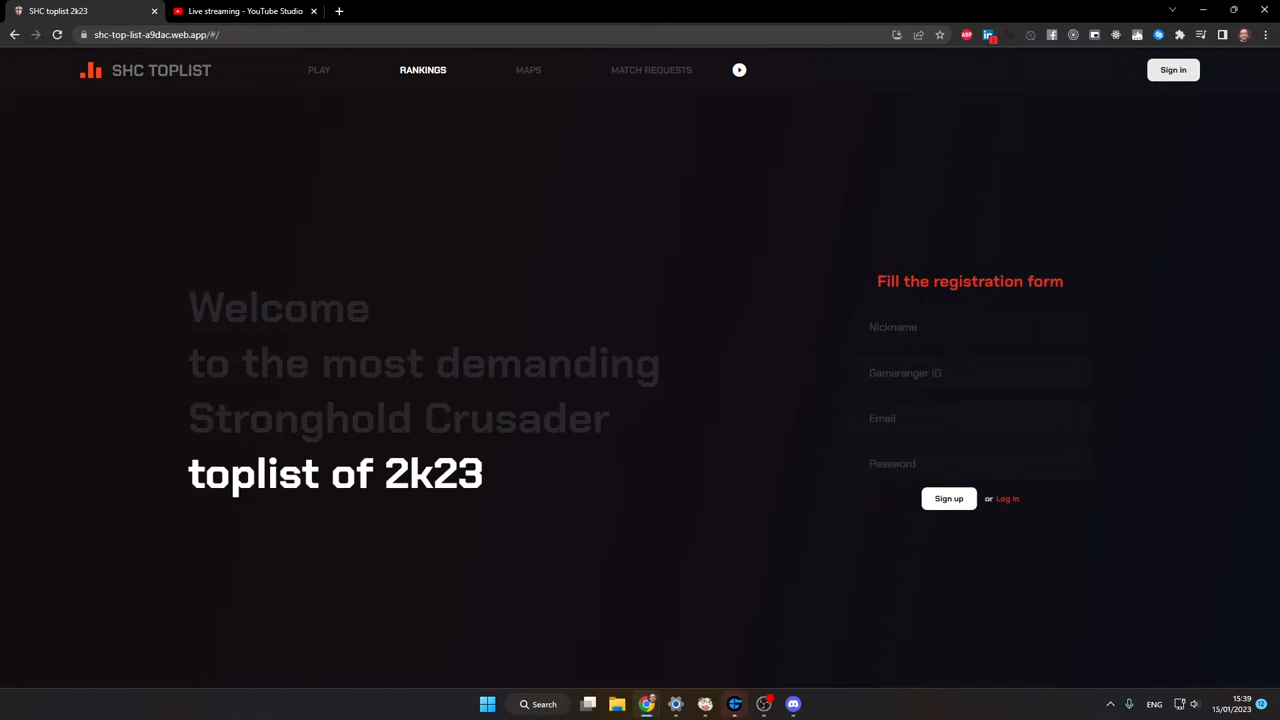 SHC toplist 2k23
Live streaming - YouTube Studio
shc-top-list-a9dac.web.app/#/
ABP
SHC TOPLIST
PLAY
RANKINGS
MAPS
MATCH REQUESTS
Sign in
Welcome
to the most demanding
Stronghold Crusader
toplist of 2k23
Fill the registration form
Nickname
Gameranger ID
Email
Password
Sign up
or Log in
Search
ENG
15:39
15/01/2023